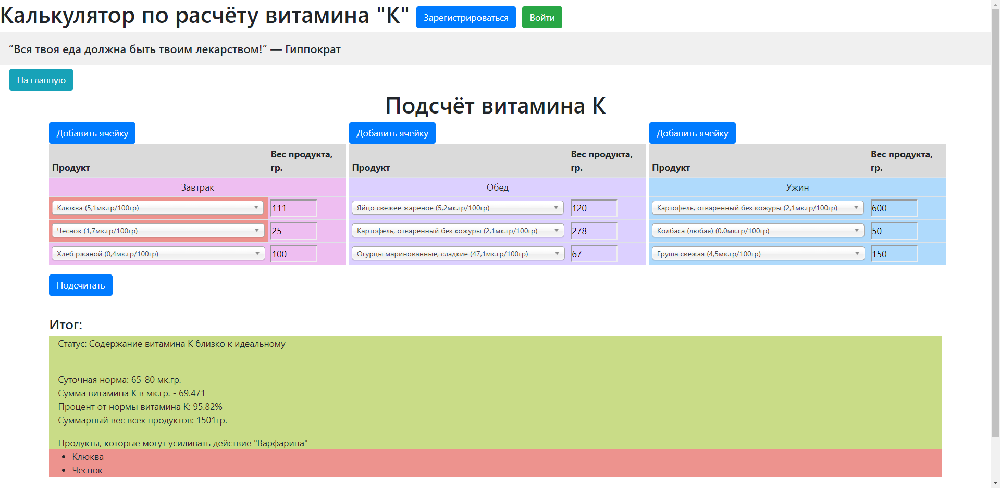 Калькулятор по расчёту витамина "К" Зарегистрироваться Войти
“Вся твоя еда должна быть твоим лекарством!” — Гиппократ
На главную
Подсчёт витамина К
Добавить ячейку
Продукт Вес продукта, гр.
Завтрак
Клюква (5,1мк.гр/100гр) 111
Чеснок (1,7мк.гр/100гр) 25
Хлеб ржаной (0,4мк.гр/100гр) 100
Добавить ячейку
Продукт Вес продукта, гр.
Обед
Яйцо свежее жареное (5,2мк.гр/100гр) 120
Картофель, отваренный без кожуры (2,1мк.гр/100гр) 278
Огурцы маринованные, сладкие (47,1мк.гр/100гр) 67
Добавить ячейку
Продукт Вес продукта, гр.
Ужин
Картофель, отваренный без кожуры (2,1мк.гр/100гр) 600
Колбаса (любая) (0.0мк.гр/100гр) 50
Груша свежая (4,5мк.гр/100гр) 150
Подсчитать
Итог:
Статус: Содержание витамина К близко к идеальному
Суточная норма: 65-80 мк.гр.
Сумма витамина К в мк.гр. - 69.471
Процент от нормы витамина К: 95.82%
Суммарный вес всех продуктов: 1501гр.
Продукты, которые могут усиливать действие "Варфарина"
• Клюква
• Чеснок